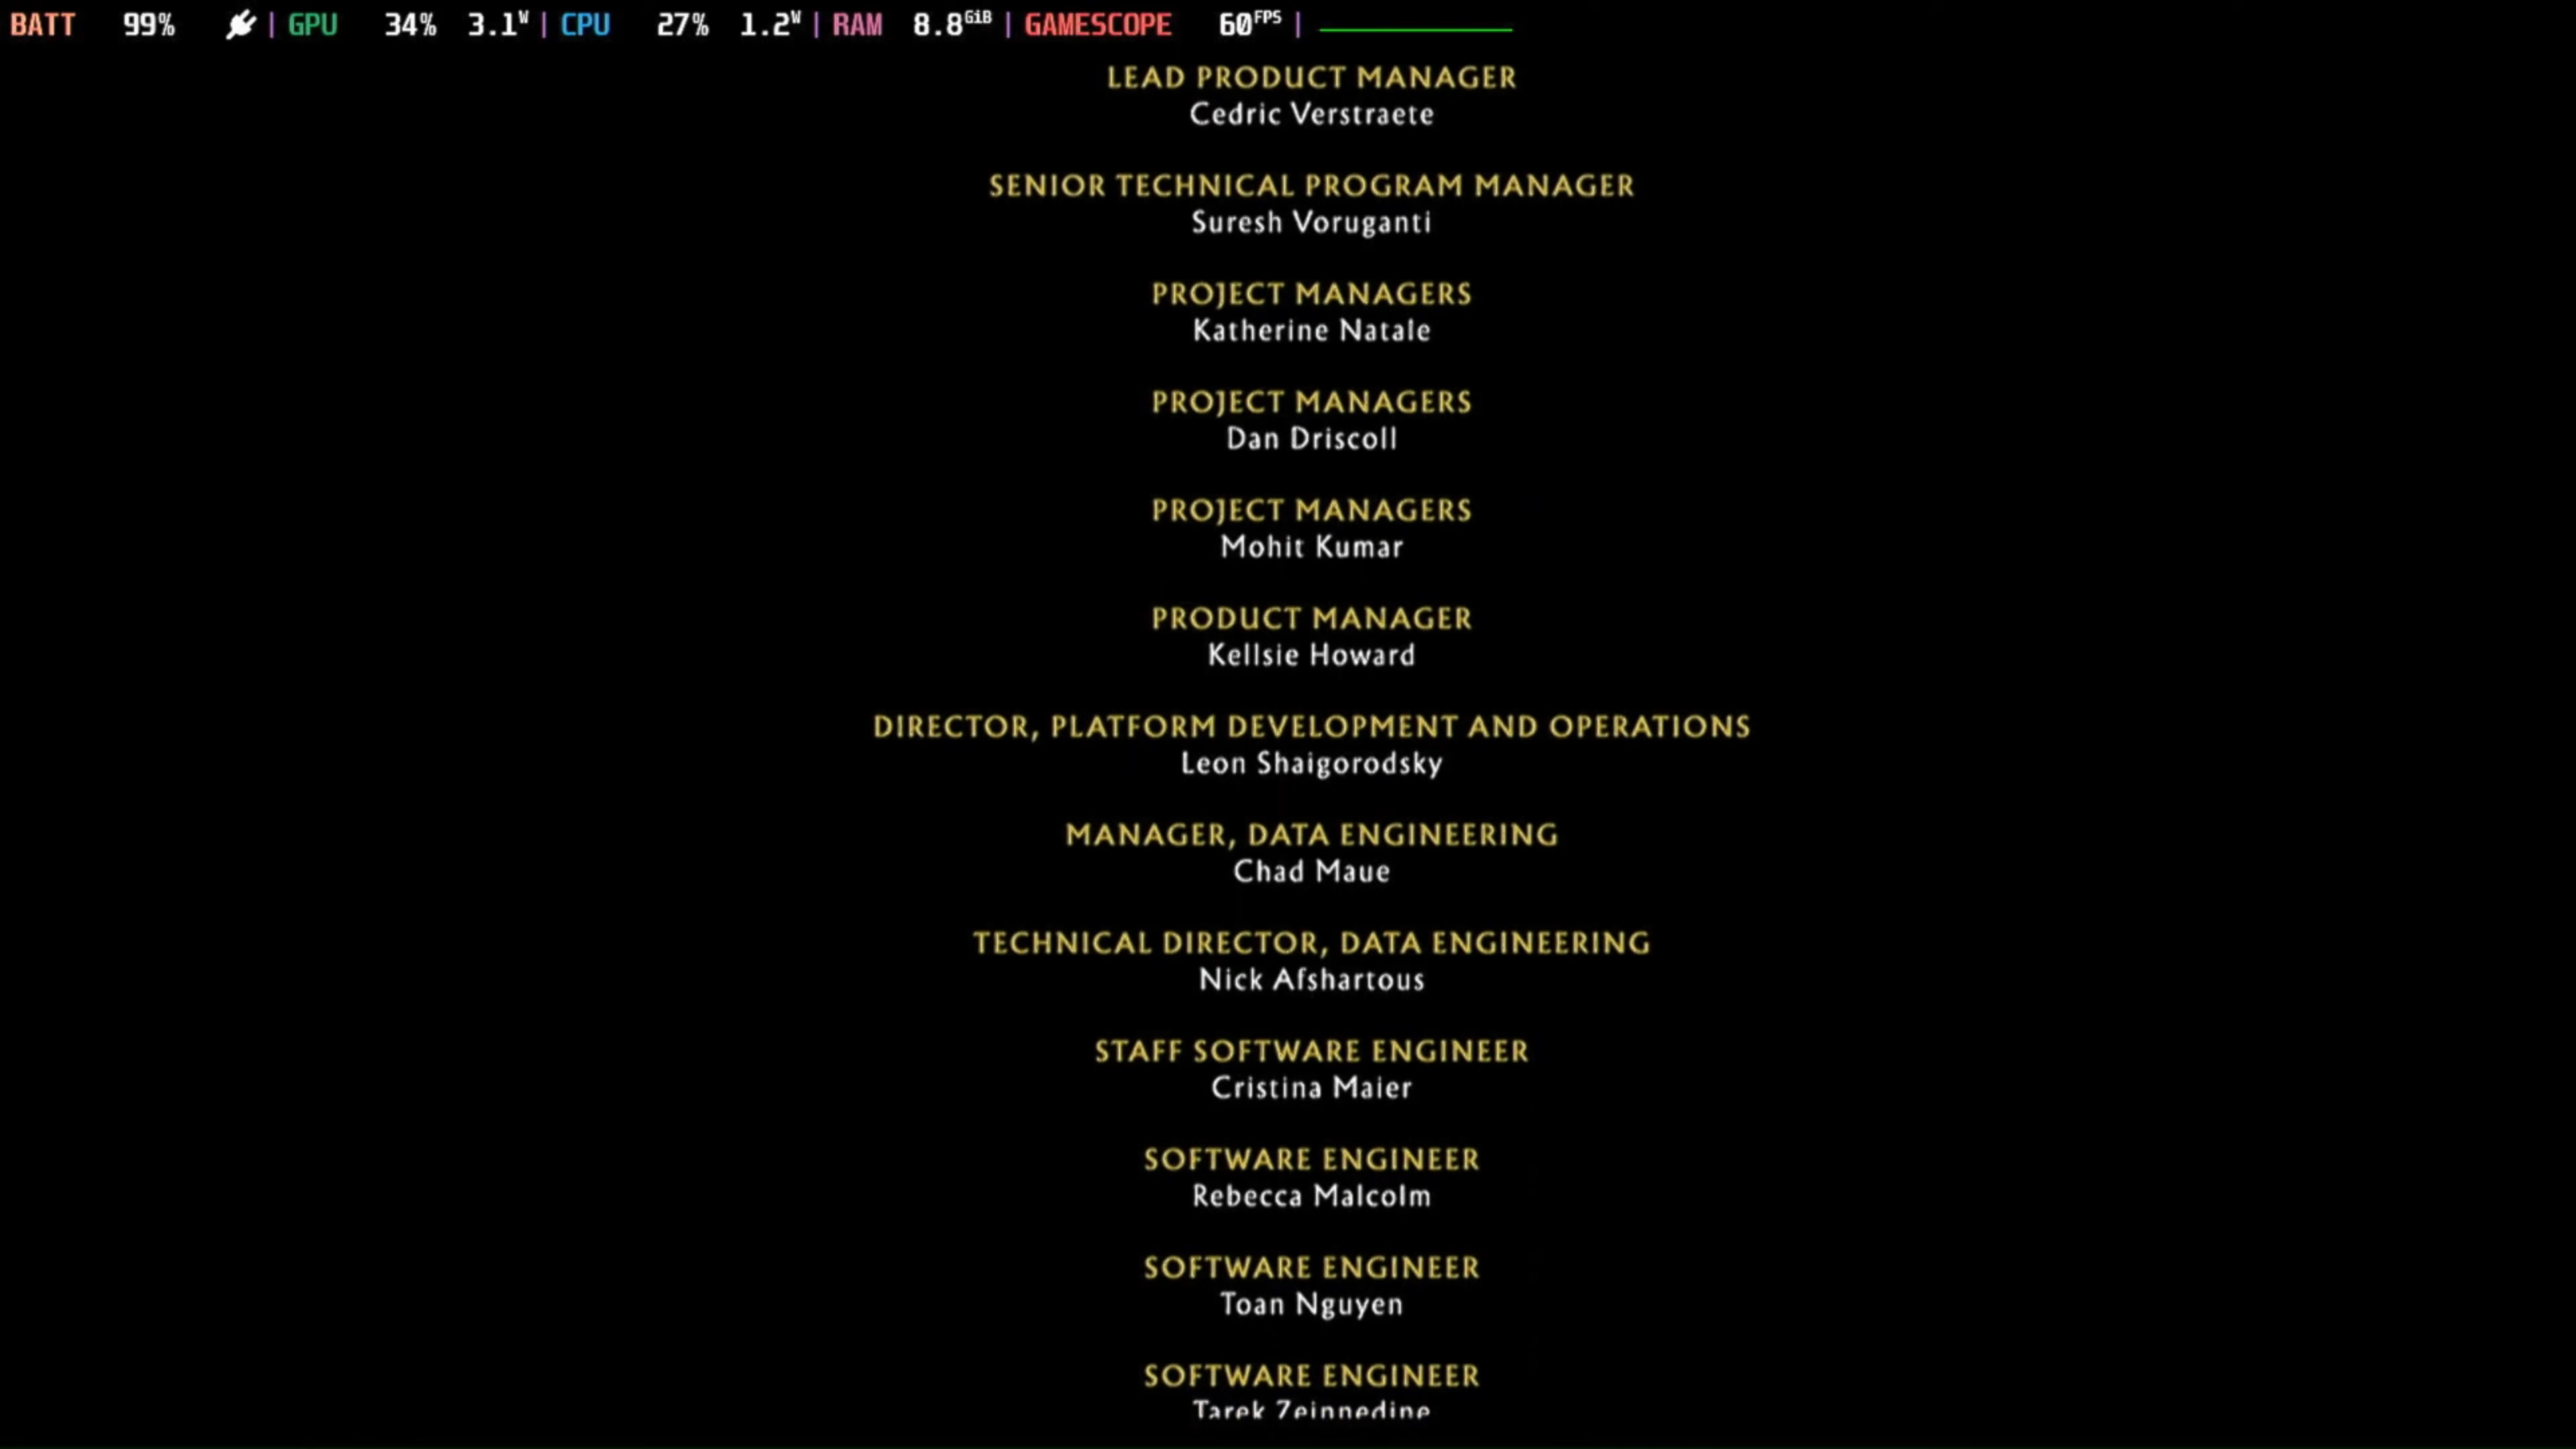 BATT 99% | GPU 34% 3.1W | CPU 27% 1.2W | RAM 8.8GiB | GAMESCOPE 60FPS |
LEAD PRODUCT MANAGER
Cedric Verstraete
SENIOR TECHNICAL PROGRAM MANAGER
Suresh Voruganti
PROJECT MANAGERS
Katherine Natale
PROJECT MANAGERS
Dan Driscoll
PROJECT MANAGERS
Mohit Kumar
PRODUCT MANAGER
Kellsie Howard
DIRECTOR, PLATFORM DEVELOPMENT AND OPERATIONS
Leon Shaigorodsky
MANAGER, DATA ENGINEERING
Chad Maue
TECHNICAL DIRECTOR, DATA ENGINEERING
Nick Afshartous
STAFF SOFTWARE ENGINEER
Cristina Maier
SOFTWARE ENGINEER
Rebecca Malcolm
SOFTWARE ENGINEER
Toan Nguyen
SOFTWARE ENGINEER
Tarek Zeinnedine